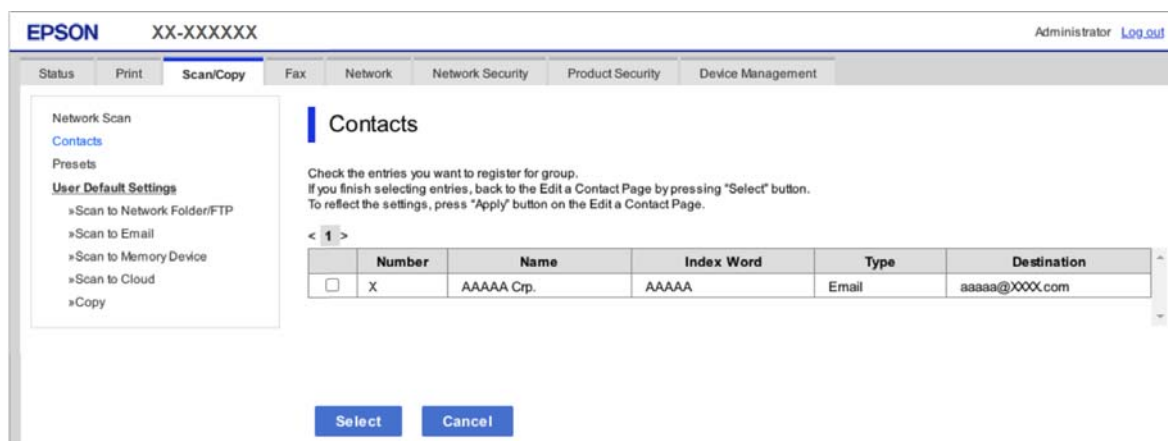 EPSON XX-XXXXXX Administrator Log out
Status Print Scan/Copy Fax Network Network Security Product Security Device Management
Network Scan
Contacts
Presets
User Default Settings
»Scan to Network Folder/FTP
»Scan to Email
»Scan to Memory Device
»Scan to Cloud
»Copy
Contacts
Check the entries you want to register for group.
If you finish selecting entries, back to the Edit a Contact Page by pressing "Select" button.
To reflect the settings, press "Apply" button on the Edit a Contact Page.
< 1 >
Number Name Index Word Type Destination
X AAAAA Crp. AAAAA Email aaaaa@XXXX.com
Select Cancel